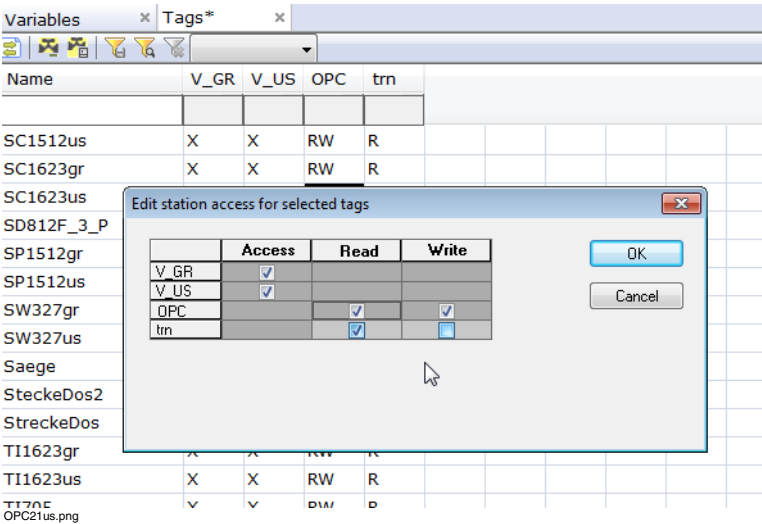 Variables × Tags* ×
Name V_GR V_US OPC trn
SC1512us X X RW R
SC1623gr X X RW R
SC1623us
Edit station access for selected tags
SD812F_3_P
Access Read Write
OK
SP1512gr
V_GR
SP1512us
V_US
Cancel
SW327gr
OPC
SW327us
trn
Saege
SteckeDos2
StreckeDos
TI1623gr X X RW R
TI1623us X X RW R
X X RW R
OPC21us.png